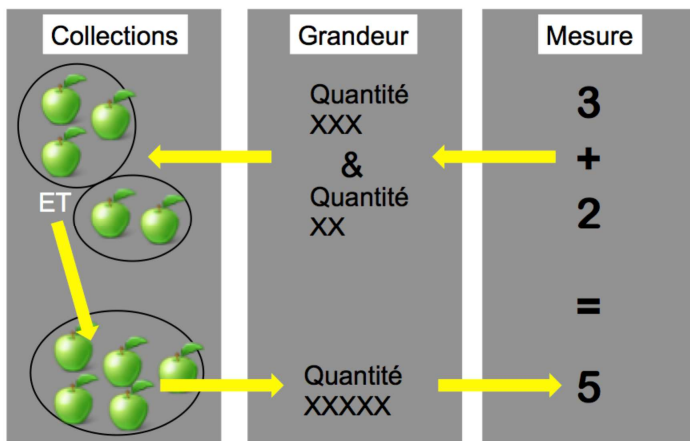 Collections
ET
Grandeur
Quantité
XXX
&
Quantité
XX
Quantité
XXXXX
Mesure
3
+
2
=
5